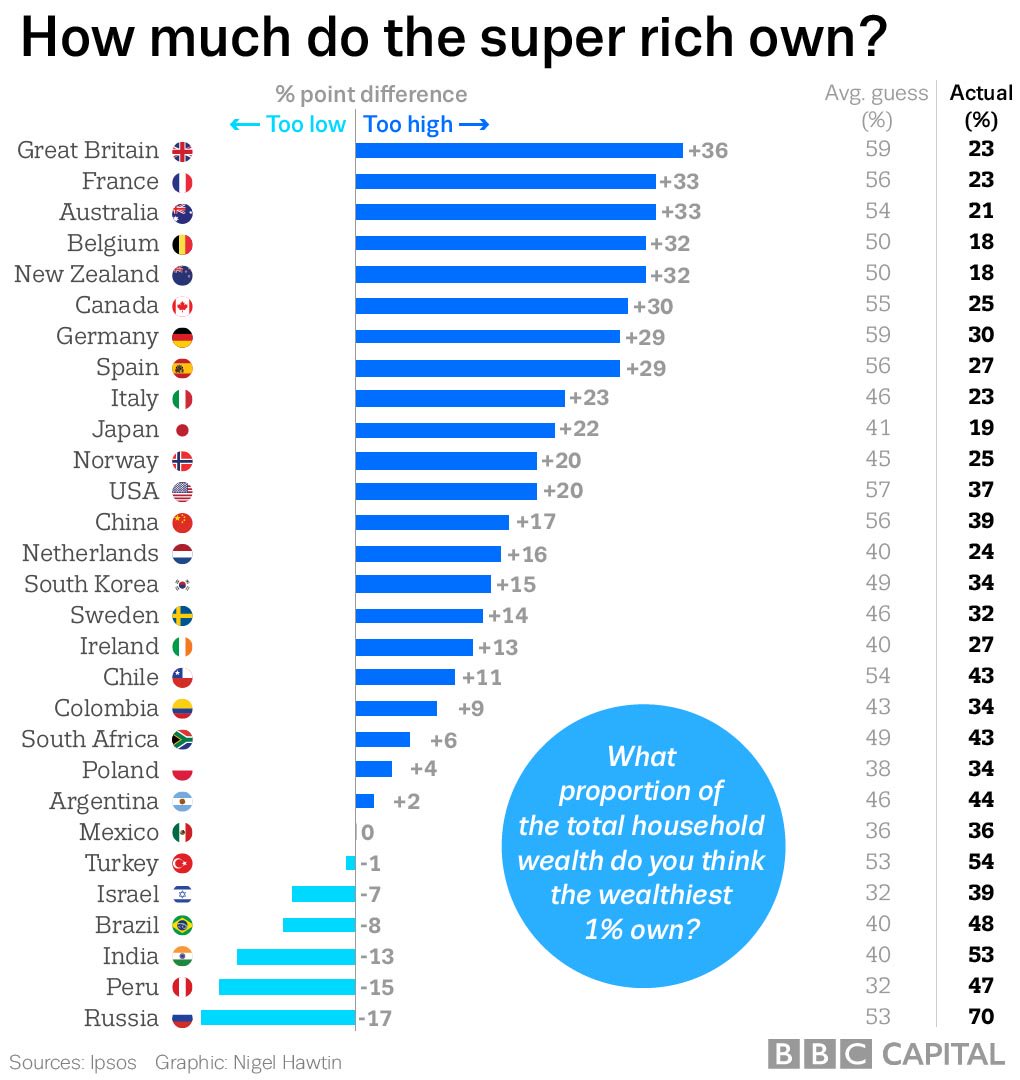 How much do the super rich own?
% point difference Avg. guess (%) Actual (%)
← Too low Too high →
Great Britain +36 59 23
France +33 56 23
Australia +33 54 21
Belgium +32 50 18
New Zealand +32 50 18
Canada +30 55 25
Germany +29 59 30
Spain +29 56 27
Italy +23 46 23
Japan +22 41 19
Norway +20 45 25
USA +20 57 37
China +17 56 39
Netherlands +16 40 24
South Korea +15 49 34
Sweden +14 46 32
Ireland +13 40 27
Chile +11 54 43
Colombia +9 43 34
South Africa +6 49 43
Poland +4 38 34
Argentina +2 46 44
Mexico 0 36 36
Turkey -1 53 54
Israel -7 32 39
Brazil -8 40 48
India -13 40 53
Peru -15 32 47
Russia -17 53 70
What
proportion of
the total household
wealth do you think
the wealthiest
1% own?
Sources: Ipsos Graphic: Nigel Hawtin
BBC CAPITAL